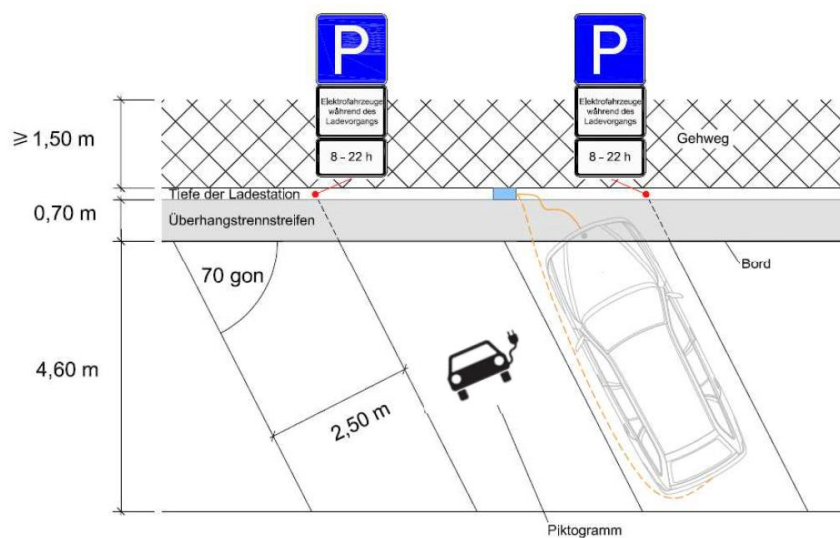 P
P
Elektrofahrzeuge
während des
Ladevorgangs
8 – 22 h
Elektrofahrzeuge
während des
Ladevorgangs
8 – 22 h
⩾ 1,50 m
Gehweg
Tiefe der Ladestation
0,70 m
Überhangstrennstreifen
Bord
70 gon
4,60 m
2,50 m
Piktogramm